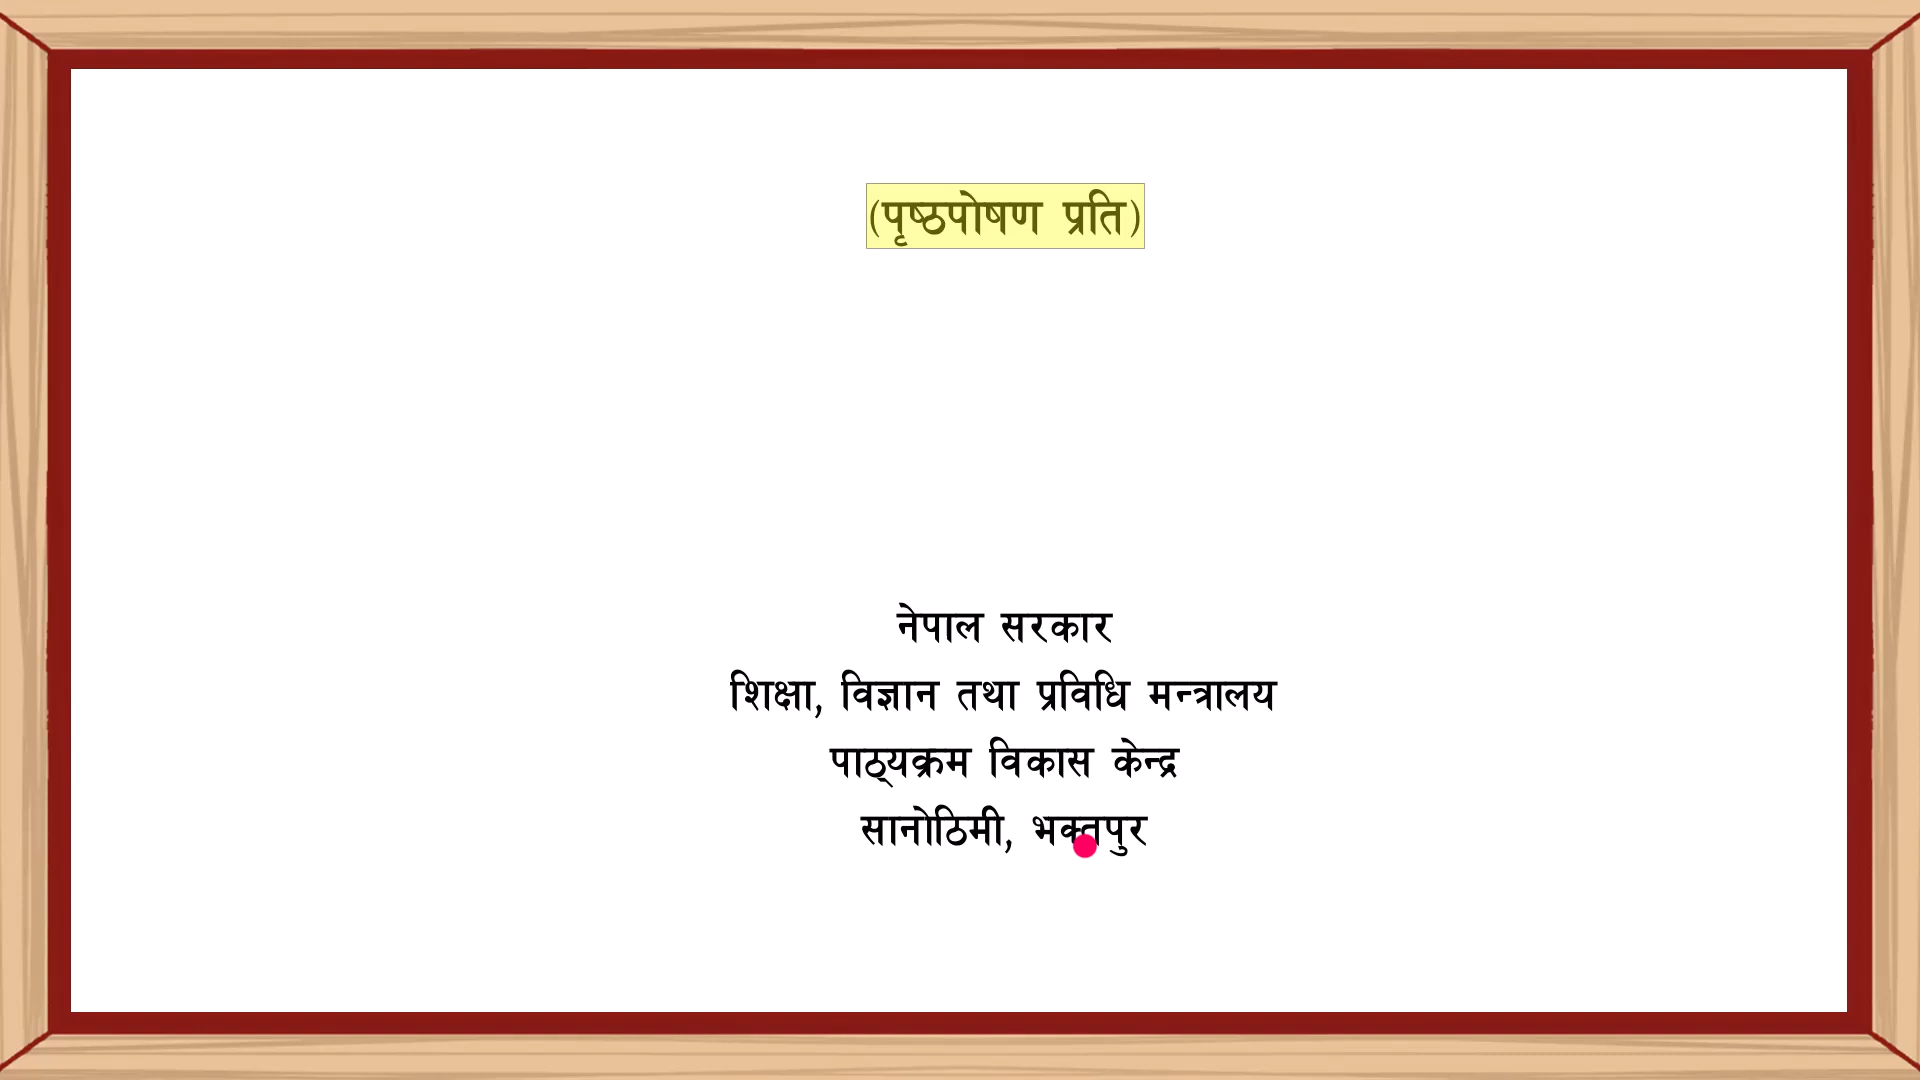 (पृष्ठपोषण प्रति)
नेपाल सरकार
शिक्षा, विज्ञान तथा प्रविधि मन्त्रालय
पाठ्यक्रम विकास केन्द्र
सानोठिमी, भक्तपुर